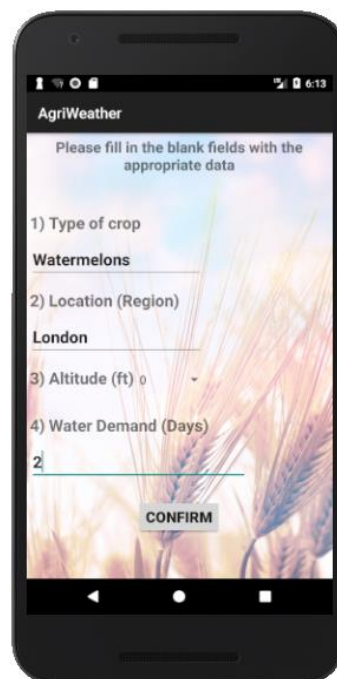 6:13
AgriWeather
Please fill in the blank fields with the
appropriate data
1) Type of crop
Watermelons
2) Location (Region)
London
3) Altitude (ft) 0
4) Water Demand (Days)
2
CONFIRM